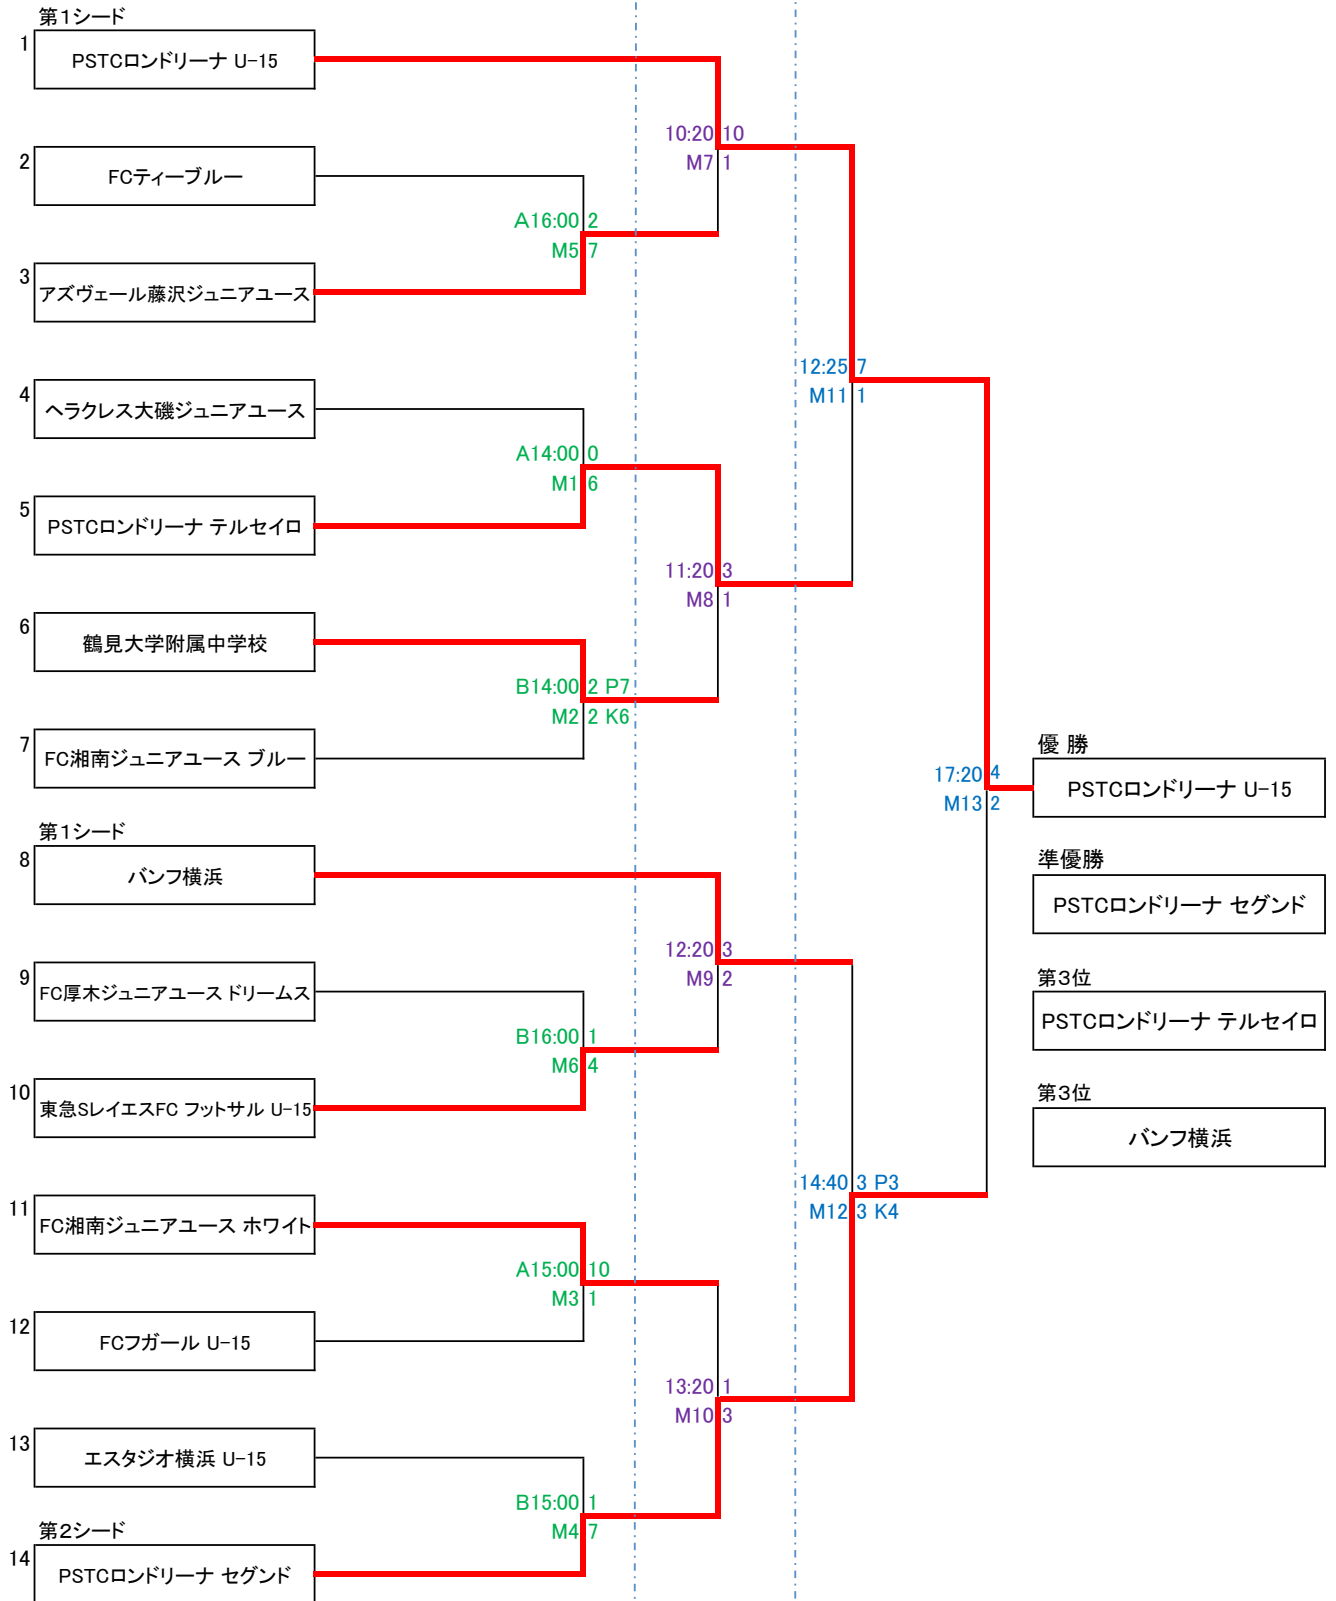 第1シード
1
PSTCロンドリーナ U-15
10:20 10
M7 1
2
FCティーブルー
A16:00 2
M5 7
3
アズヴェール藤沢ジュニアユース
12:25 7
M11 1
4
ヘラクレス大磯ジュニアユース
A14:00 0
M1 6
5
PSTCロンドリーナ テルセイロ
11:20 3
M8 1
6
鶴見大学附属中学校
B14:00 2 P7
M2 2 K6
7
FC湘南ジュニアユース ブルー
優 勝
17:20 4
M13 2
PSTCロンドリーナ U-15
第1シード
8
バンフ横浜
準優勝
PSTCロンドリーナ セグンド
12:20 3
M9 2
9
FC厚木ジュニアユースドリームス
第3位
PSTCロンドリーナ テルセイロ
B16:00 1
M6 4
10
東急SレイエスFC フットサル U-15
第3位
バンフ横浜
14:40 3 P3
M12 3 K4
11
FC湘南ジュニアユース ホワイト
A15:00 10
M3 1
12
FCフガール U-15
13:20 1
M10 3
13
エスタジオ横浜 U-15
B15:00 1
M4 7
第2シード
14
PSTCロンドリーナ セグンド